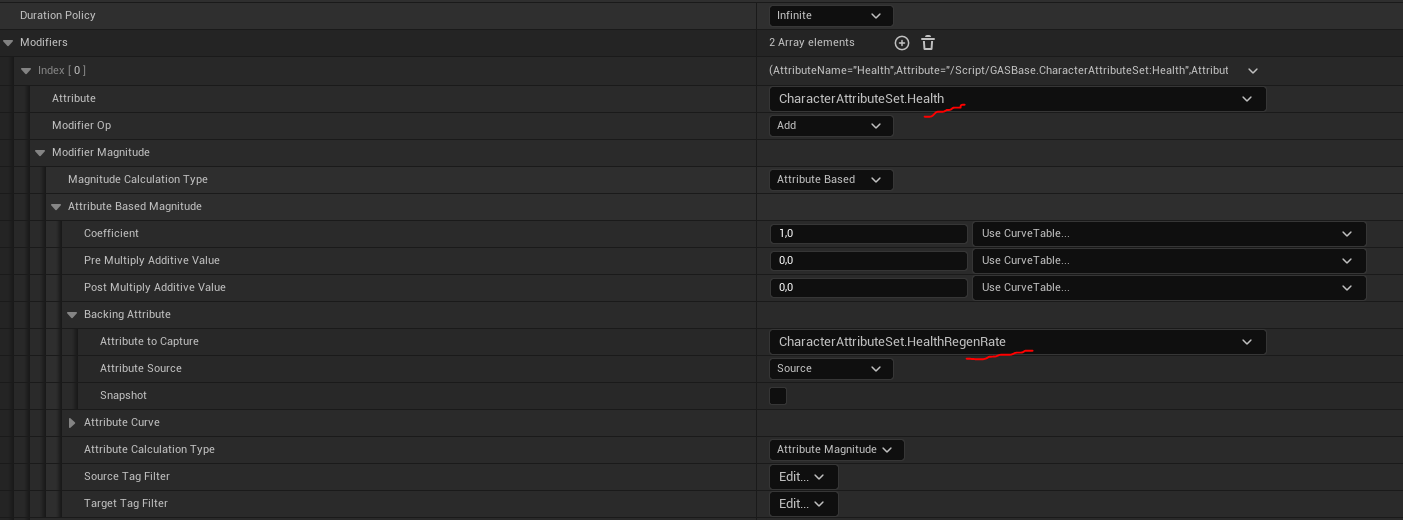 Duration Policy Infinite
Modifiers 2 Array elements
Index [ 0 ] (AttributeName="Health",Attribute="/Script/GASBase.CharacterAttributeSet:Health",Attribut
Attribute CharacterAttributeSet.Health
Modifier Op Add
Modifier Magnitude
Magnitude Calculation Type Attribute Based
Attribute Based Magnitude
Coefficient 1,0 Use CurveTable...
Pre Multiply Additive Value 0,0 Use CurveTable...
Post Multiply Additive Value 0,0 Use CurveTable...
Backing Attribute
Attribute to Capture CharacterAttributeSet.HealthRegenRate
Attribute Source Source
Snapshot
Attribute Curve
Attribute Calculation Type Attribute Magnitude
Source Tag Filter Edit...
Target Tag Filter Edit...